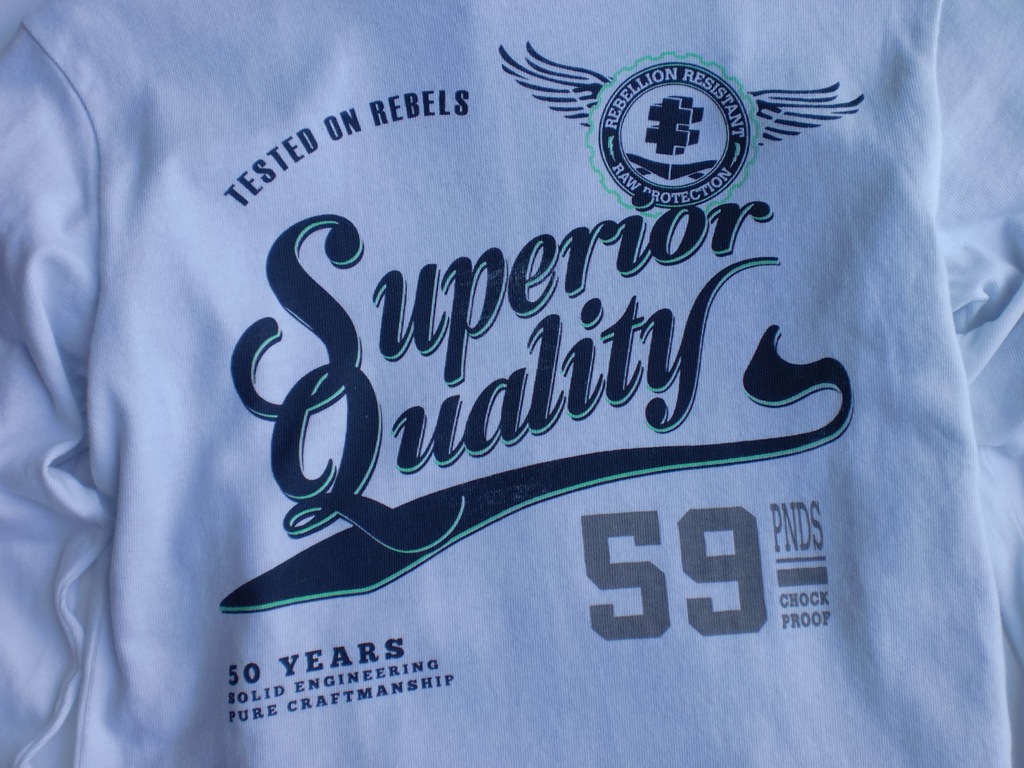 TESTED ON REBELS
REBELLION RESISTANT
RAW PROTECTION
Superior
Quality
59
PNDS
CHOCK
PROOF
50 YEARS
SOLID ENGINEERING
PURE CRAFTMANSHIP